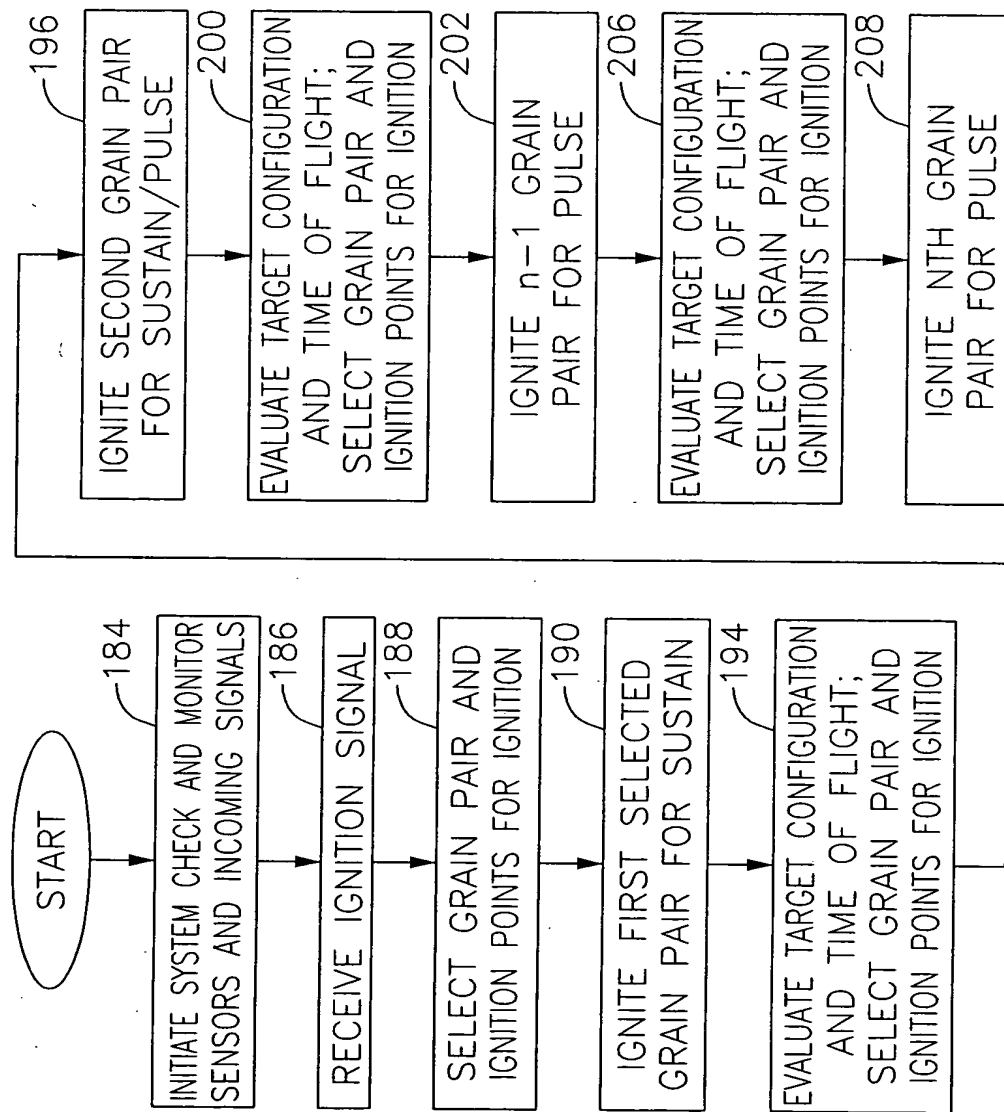 START
184
INITIATE SYSTEM CHECK AND MONITOR
SENSORS AND INCOMING SIGNALS
186
RECEIVE IGNITION SIGNAL
188
SELECT GRAIN PAIR AND
IGNITION POINTS FOR IGNITION
190
IGNITE FIRST SELECTED
GRAIN PAIR FOR SUSTAIN
194
EVALUATE TARGET CONFIGURATION
AND TIME OF FLIGHT;
SELECT GRAIN PAIR AND
IGNITION POINTS FOR IGNITION
196
IGNITE SECOND GRAIN PAIR
FOR SUSTAIN/PULSE
200
EVALUATE TARGET CONFIGURATION
AND TIME OF FLIGHT;
SELECT GRAIN PAIR AND
IGNITION POINTS FOR IGNITION
202
IGNITE n-1 GRAIN
PAIR FOR PULSE
206
EVALUATE TARGET CONFIGURATION
AND TIME OF FLIGHT;
SELECT GRAIN PAIR AND
IGNITION POINTS FOR IGNITION
208
IGNITE NTH GRAIN
PAIR FOR PULSE